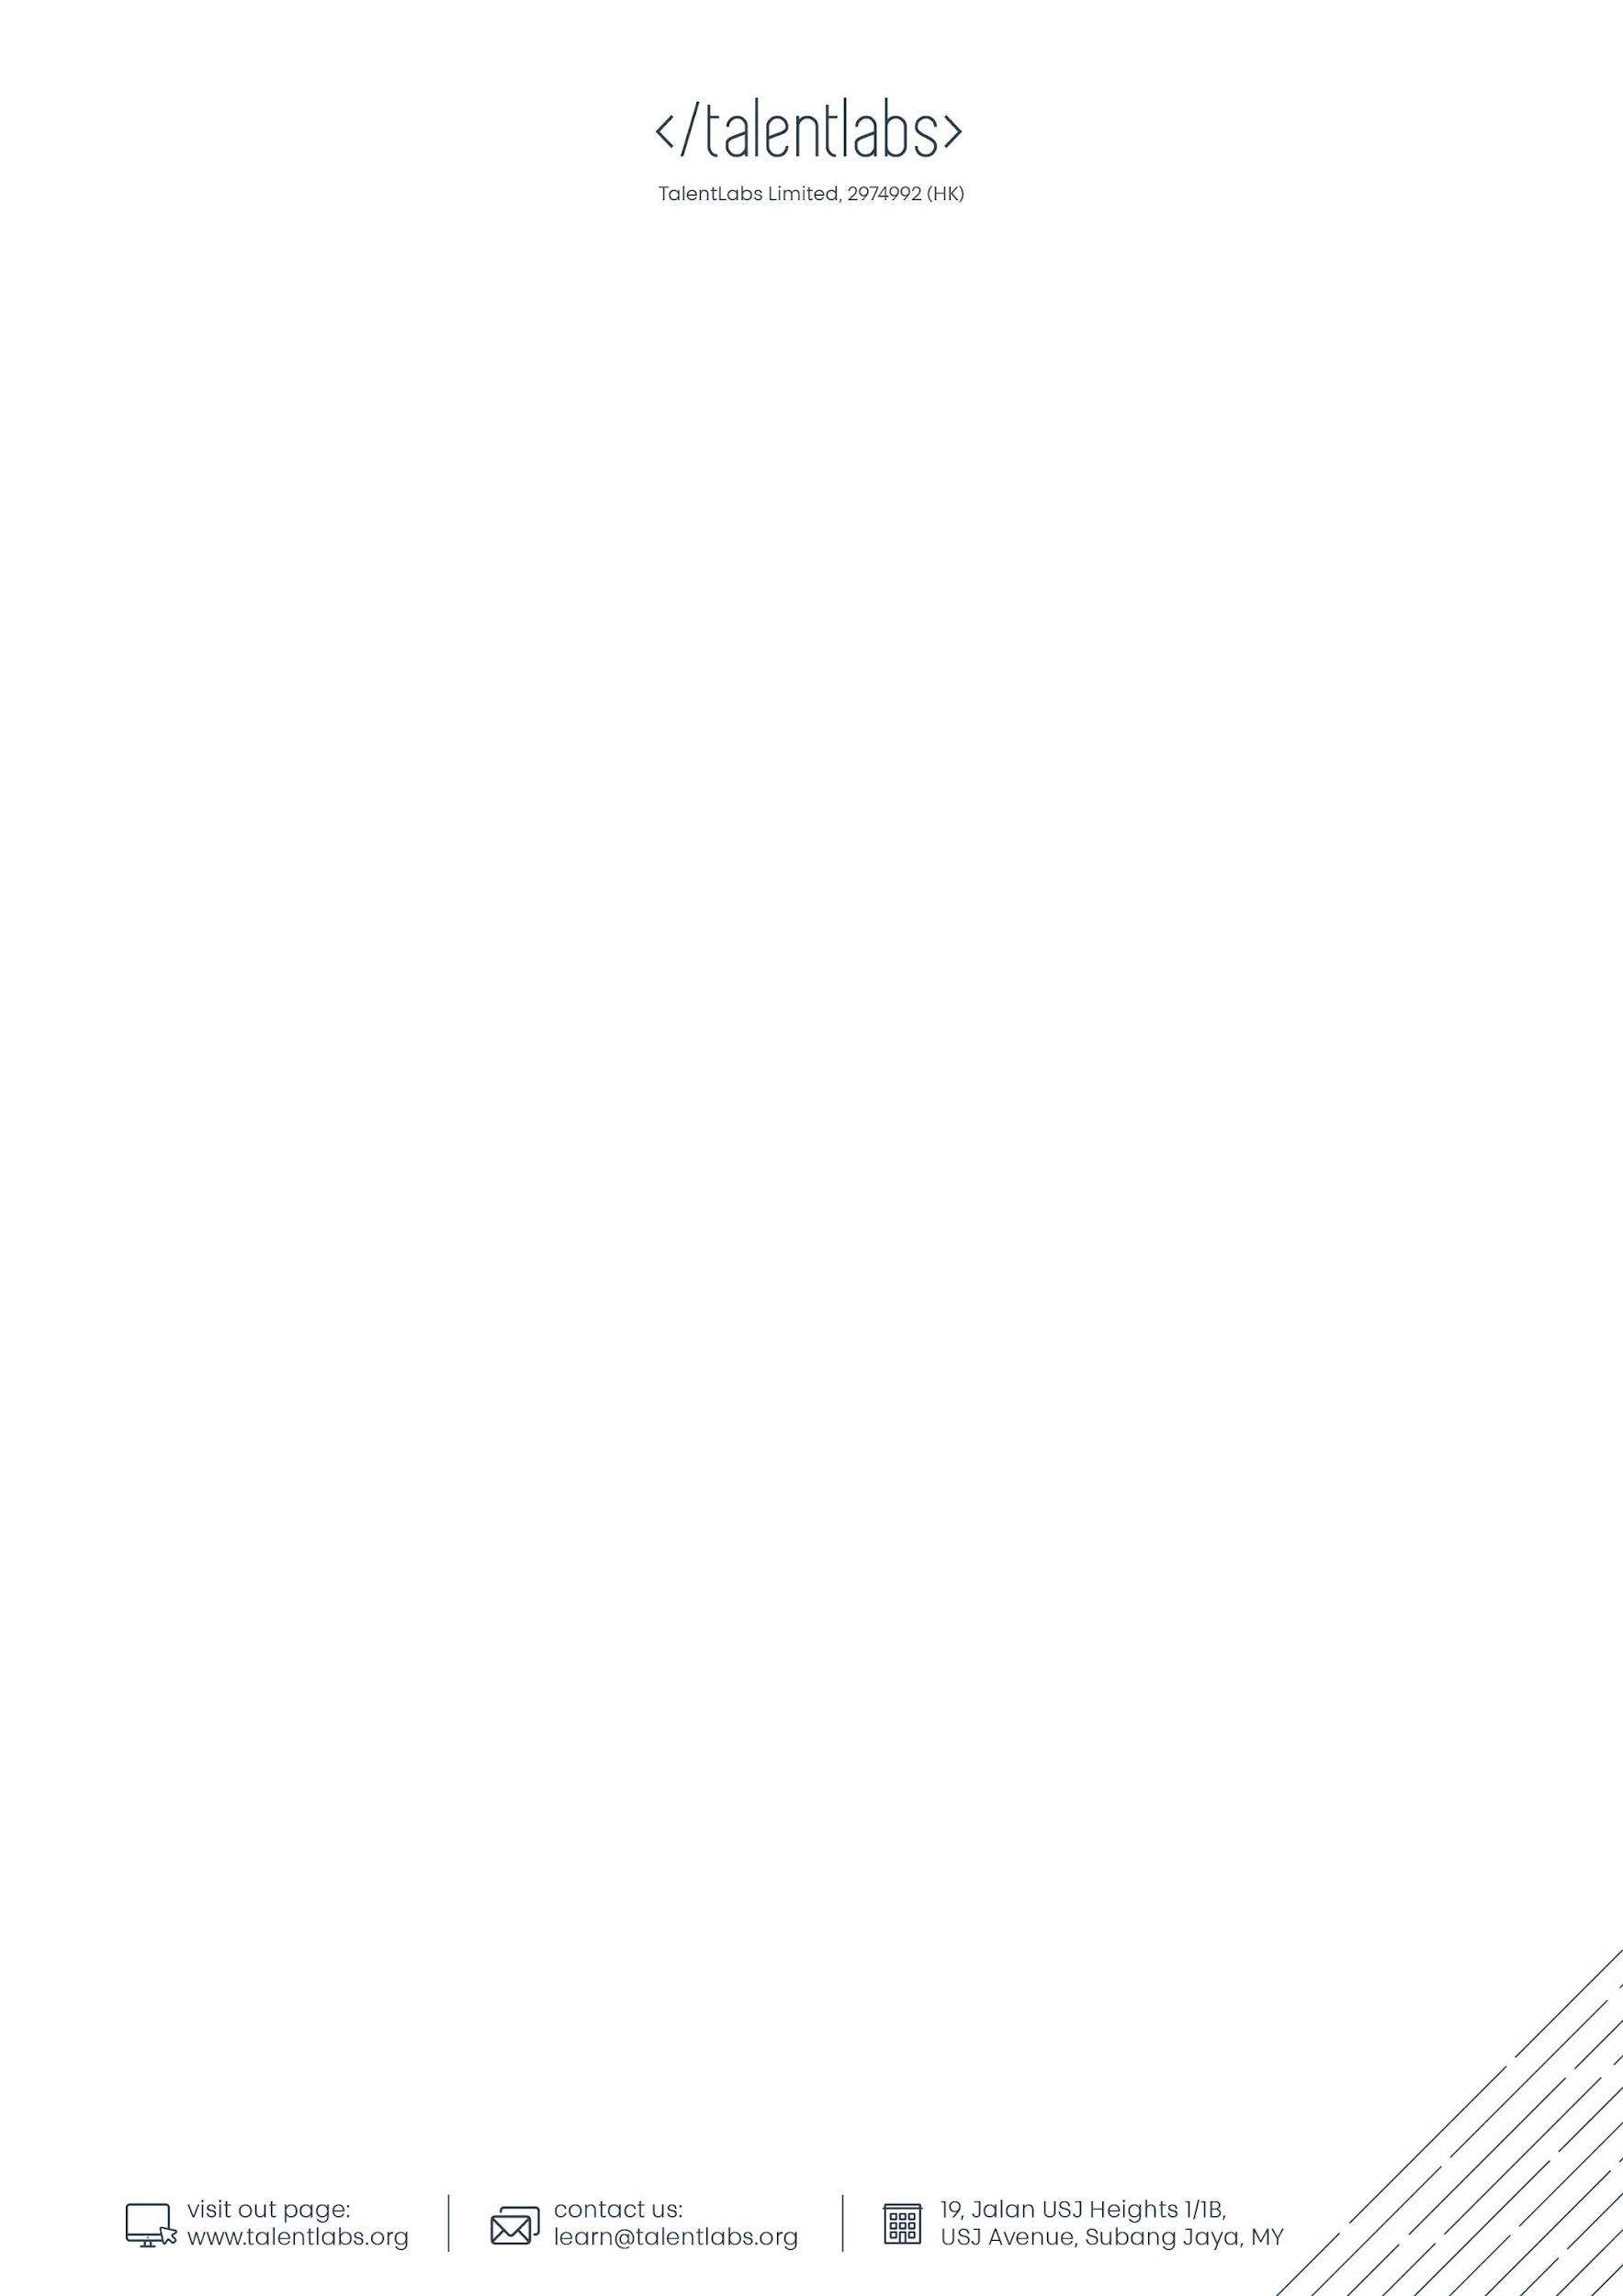 </talentlabs>
TalentLabs Limited, 2974992 (HK)
visit out page:
www.talentlabs.org
contact us:
learn@talentlabs.org
19, Jalan USJ Heights 1/1B,
USJ Avenue, Subang Jaya, MY